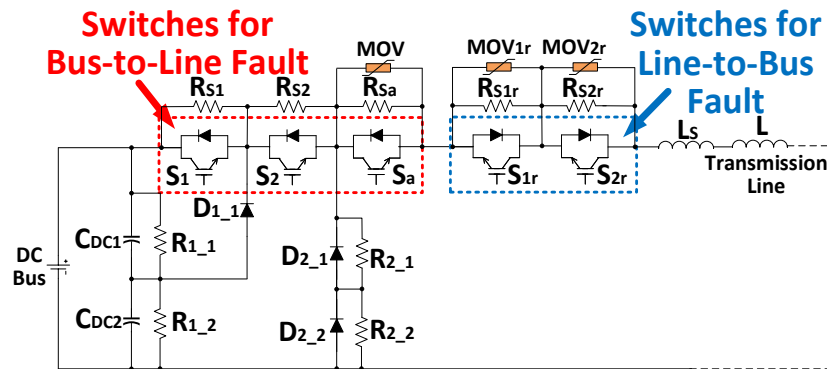 Switches for
Bus-to-Line Fault
MOV
MOV1r
MOV2r
Switches for
Line-to-Bus
Fault
RS1
RS2
RSa
RS1r
RS2r
LS
L
S1
S2
Sa
S1r
S2r
Transmission
Line
D1_1
CDC1
R1_1
D2_1
R2_1
DC
Bus
+
-
CDC2
R1_2
D2_2
R2_2